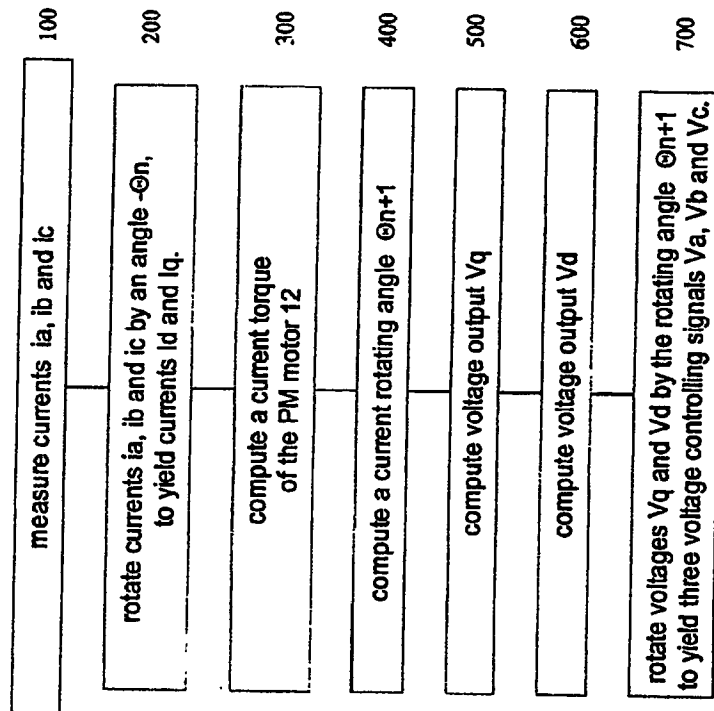 measure currents ia, ib and ic
100
rotate currents ia, ib and ic by an angle -Θn,
to yield currents Id and Iq.
200
compute a current torque
of the PM motor 12
300
compute a current rotating angle Θn+1
400
compute voltage output Vq
500
compute voltage output Vd
600
rotate voltages Vq and Vd by the rotating angle Θn+1
to yield three voltage controlling signals Va, Vb and Vc.
700